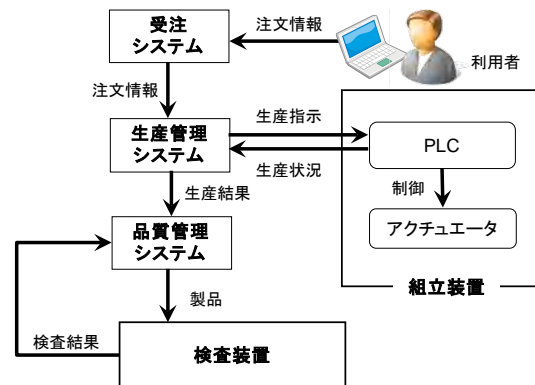 受注
システム
注文情報
利用者
注文情報
生産管理
システム
生産指示
生産状況
PLC
制御
アクチュエータ
組立装置
生産結果
品質管理
システム
製品
検査結果
検査装置